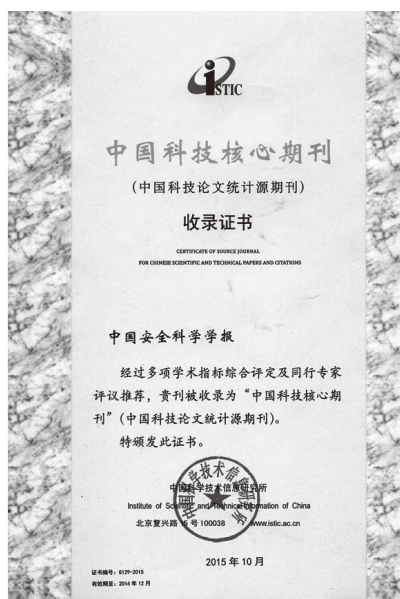 iSTIC
中国科技核心期刊
(中国科技论文统计源期刊)
收录证书
CERTIFICATE OF SOURCE JOURNAL
FOR CHINESE SCIENTIFIC AND TECHNICAL PAPERS AND CITATIONS
中国安全科学学报
经过多项学术指标综合评定及同行专家
评议推荐，贵刊被收录为“中国科技核心期
刊”(中国科技论文统计源期刊)。
特颁发此证书。
中国科学技术信息研究所
Institute of Scientific and Technical Information of China
北京复兴路15号 100038 www.istic.ac.cn
2015年10月
证书编号：G129-2015
有效期至：2016年12月